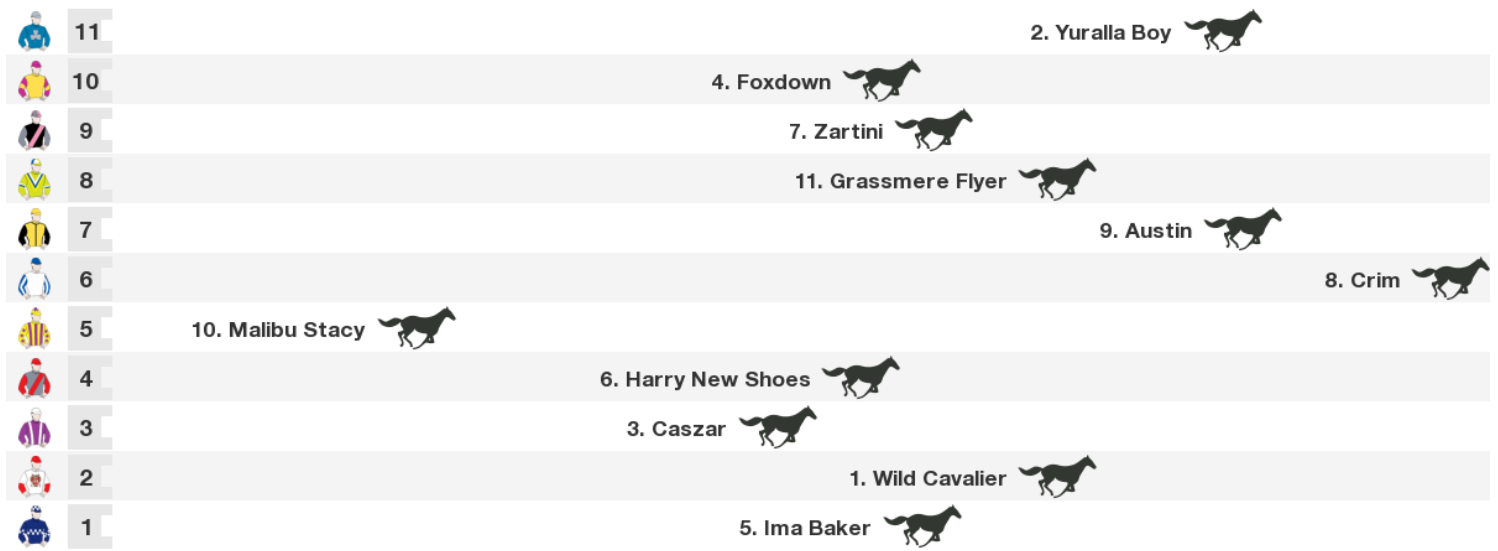 11 2. Yuralla Boy
10 4. Foxdown
9 7. Zartini
8 11. Grassmere Flyer
7 9. Austin
6 8. Crim
5 10. Malibu Stacy
4 6. Harry New Shoes
3 3. Caszar
2 1. Wild Cavalier
1 5. Ima Baker